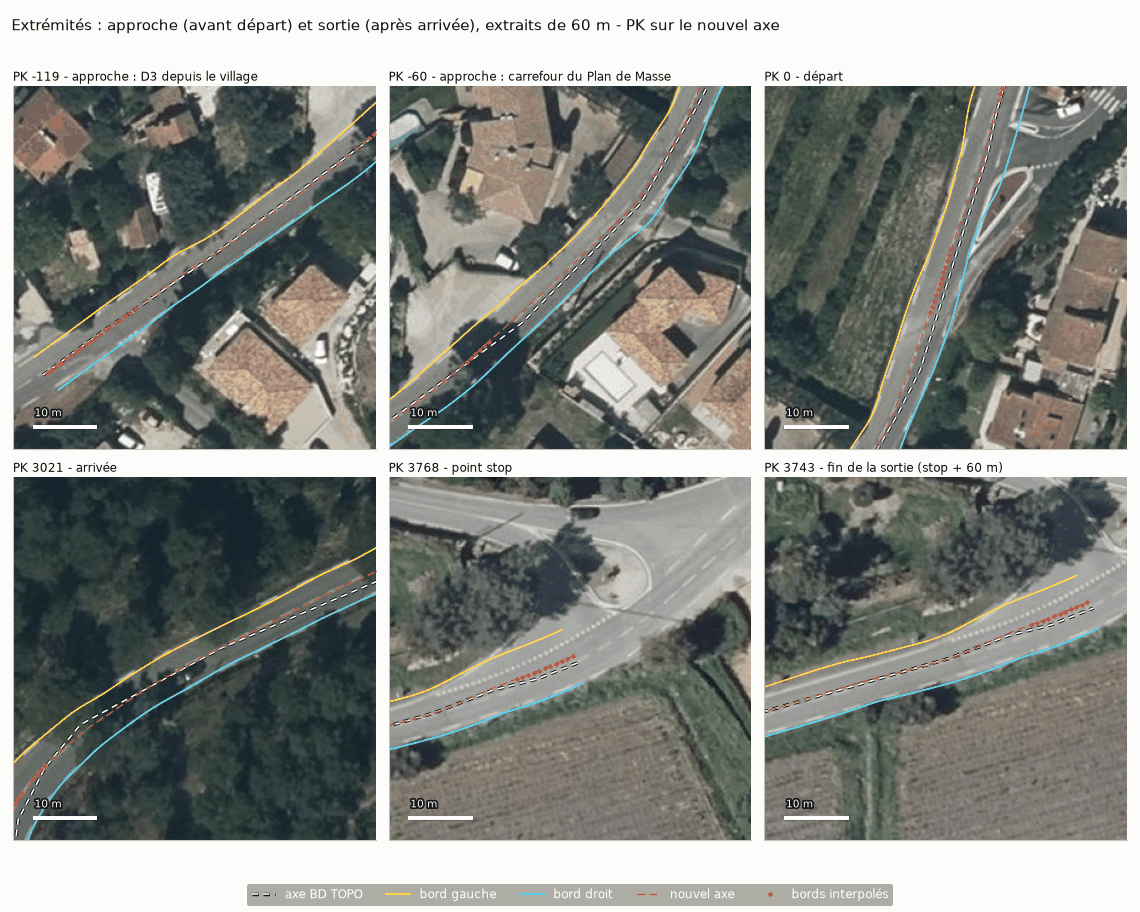 Extrémités : approche (avant départ) et sortie (après arrivée), extraits de 60 m - PK sur le nouvel axe
PK -119 - approche : D3 depuis le village
PK -60 - approche : carrefour du Plan de Masse
PK 0 - départ
10 m
10 m
10 m
PK 3021 - arrivée
PK 3768 - point stop
PK 3743 - fin de la sortie (stop + 60 m)
10 m
10 m
10 m
axe BD TOPO
bord gauche
bord droit
nouvel axe
bords interpolés